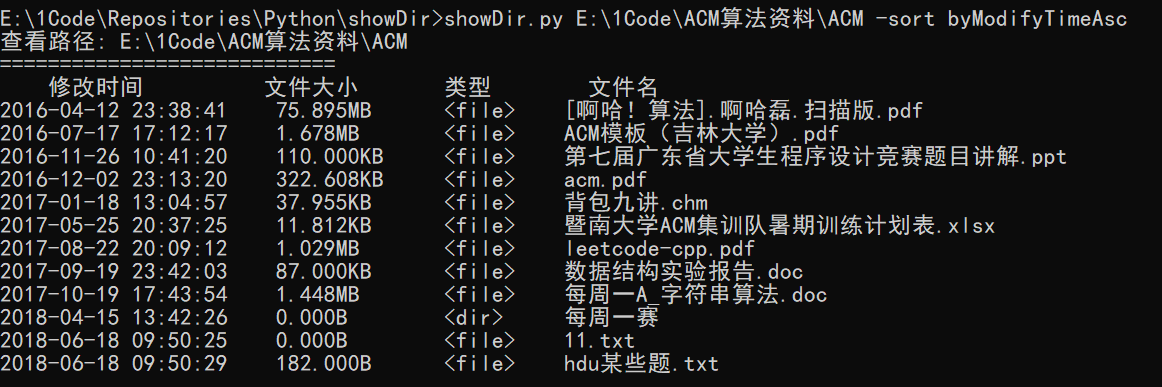 E:\1Code\Repositories\Python\showDir>showDir.py E:\1Code\ACM算法资料\ACM -sort byModifyTimeAsc
查看路径: E:\1Code\ACM算法资料\ACM
============================
修改时间 文件大小 类型 文件名
2016-04-12 23:38:41 75.895MB <file> [啊哈! 算法].啊哈磊.扫描版.pdf
2016-07-17 17:12:17 1.678MB <file> ACM模板（吉林大学）.pdf
2016-11-26 10:41:20 110.000KB <file> 第七届广东省大学生程序设计竞赛题目讲解.ppt
2016-12-02 23:13:20 322.608KB <file> acm.pdf
2017-01-18 13:04:57 37.955KB <file> 背包九讲.chm
2017-05-25 20:37:25 11.812KB <file> 暨南大学ACM集训队暑期训练计划表.xlsx
2017-08-22 20:09:12 1.029MB <file> leetcode-cpp.pdf
2017-09-19 23:42:03 87.000KB <file> 数据结构实验报告.doc
2017-10-19 17:43:54 1.448MB <file> 每周一A_字符串算法.doc
2018-04-15 13:42:26 0.000B <dir> 每周一赛
2018-06-18 09:50:25 0.000B <file> 11.txt
2018-06-18 09:50:29 182.000B <file> hdu某些题.txt